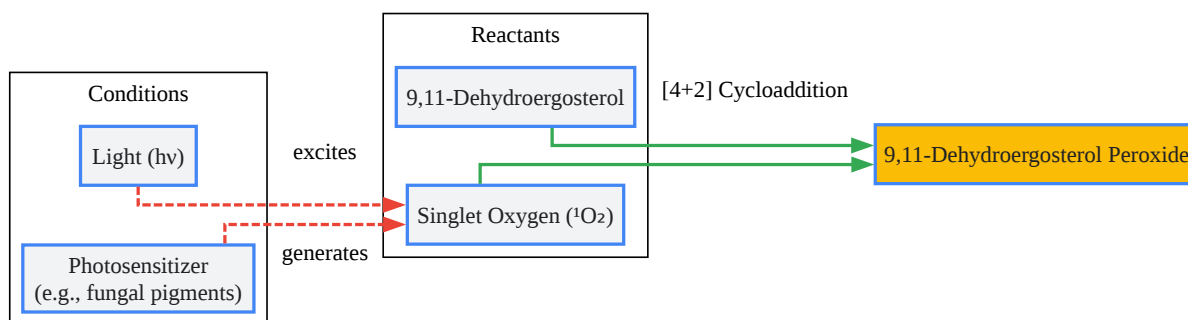 Reactants
Conditions
9,11-Dehydroergosterol
[4+2] Cycloaddition
Light (hν)
excites
9,11-Dehydroergosterol Peroxide
Singlet Oxygen (¹O₂)
generates
Photosensitizer
(e.g., fungal pigments)